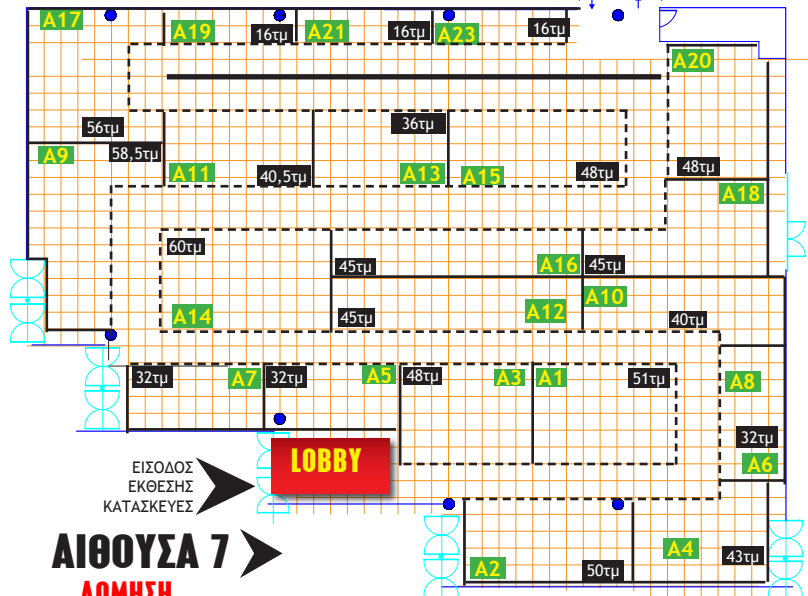 A17
A19
16τμ
A21
16τμ
A23
16τμ
A20
56τμ
36τμ
A9
58,5τμ
A11
40,5τμ
A13
A15
48τμ
48τμ
A18
60τμ
45τμ
A16
45τμ
A14
45τμ
A12
A10
40τμ
32τμ
A7
32τμ
A5
48τμ
A3
A1
51τμ
A8
32τμ
A6
LOBBY
ΕΙΣΟΔΟΣ
ΕΚΘΕΣΗΣ
ΚΑΤΑΣΚΕΥΕΣ
ΑΙΘΟΥΣΑ 7
ΔΟΜΗΣΗ
A2
50τμ
A4
43τμ